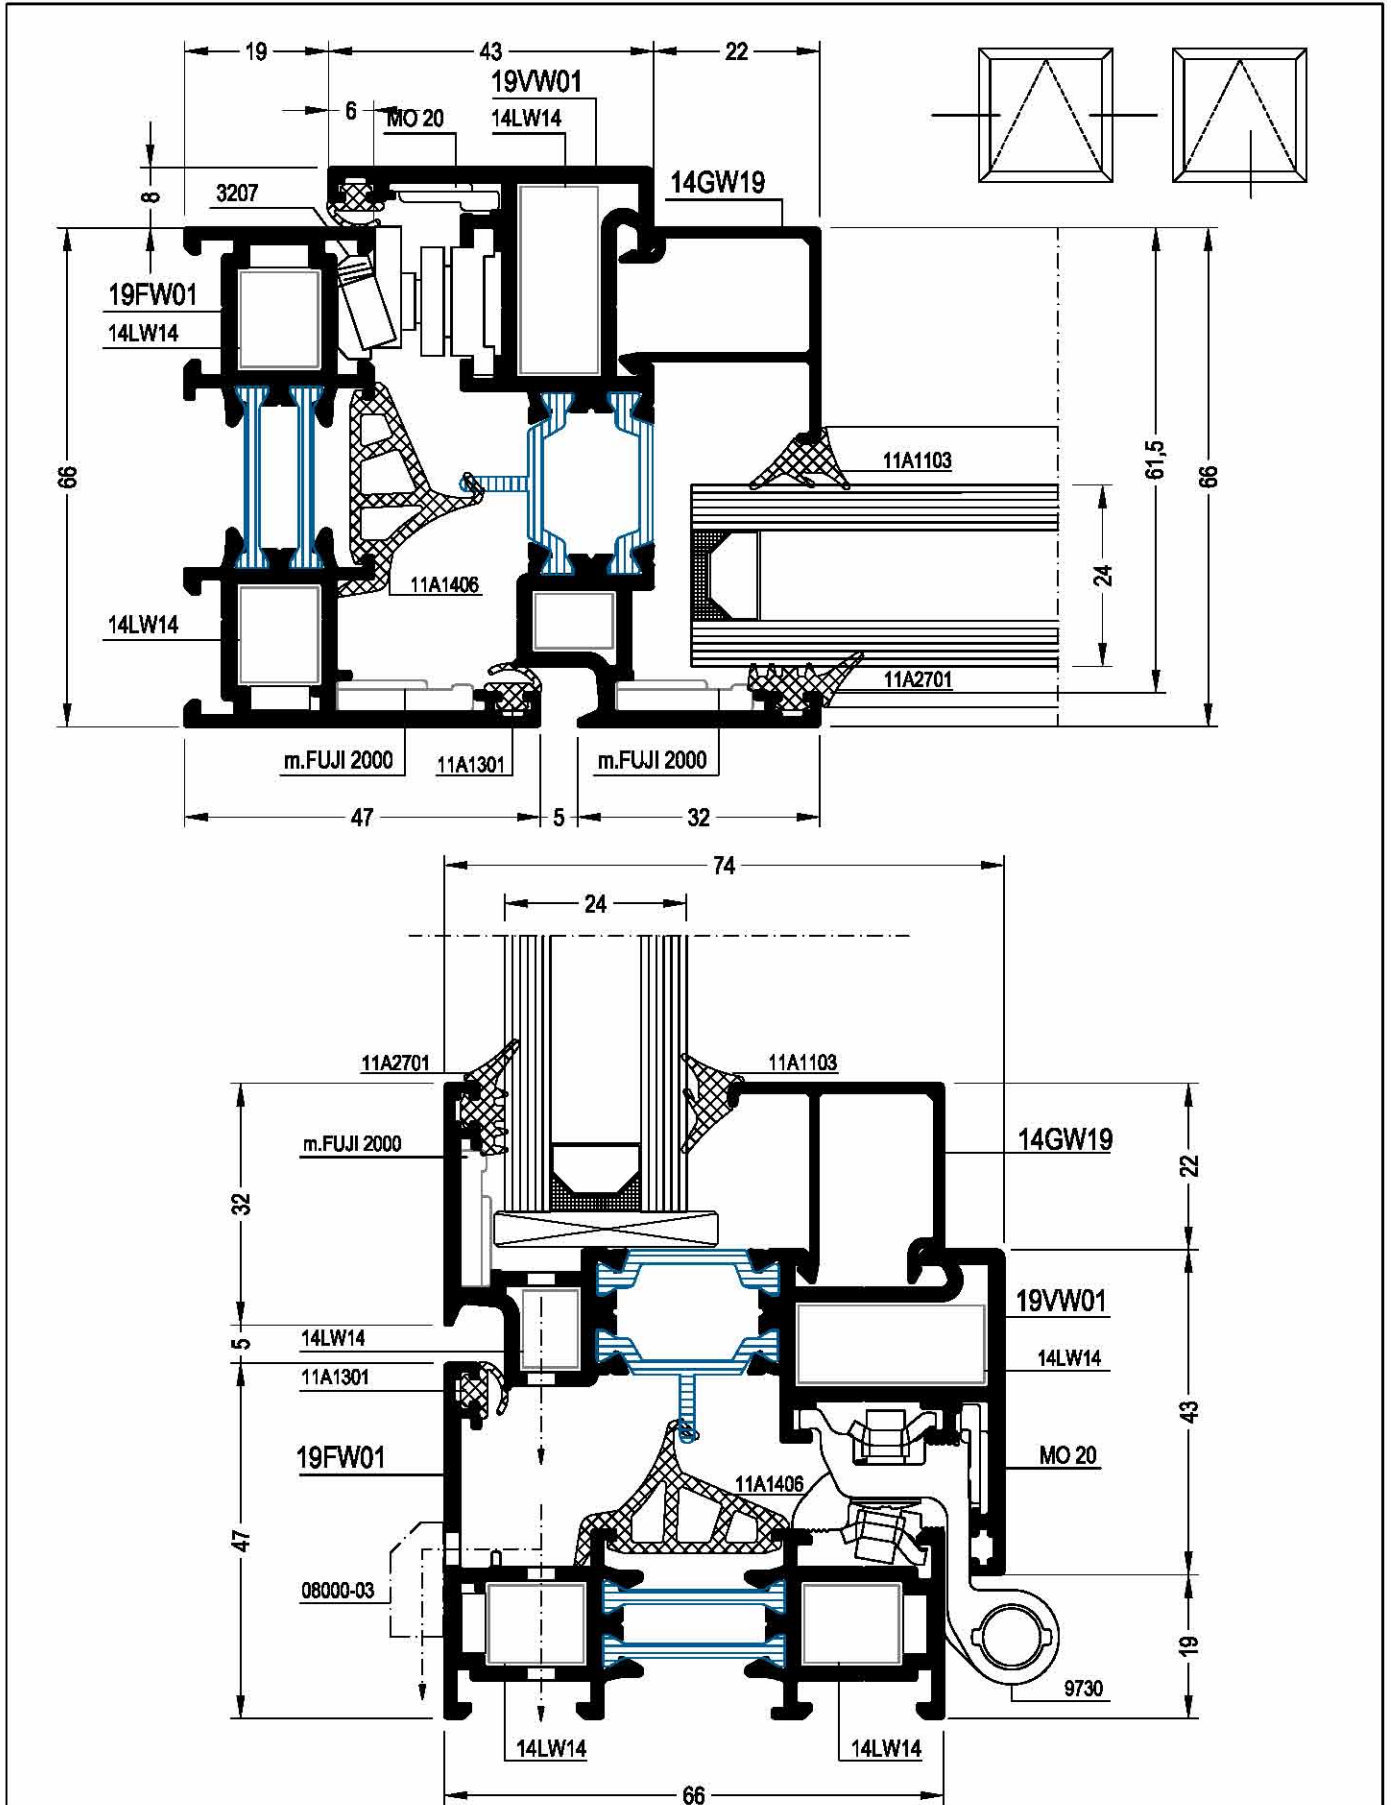 19
43
22
19VW01
6
MO 20
14LW14
14GW19
3207
8
19FW01
14LW14
66
11A1103
61,5
66
24
11A1406
14LW14
11A2701
m.FUJI 2000
11A1301
m.FUJI 2000
47
5
32
74
24
11A2701
11A1103
m.FUJI 2000
14GW19
22
32
19VW01
5
14LW14
14LW14
11A1301
43
19FW01
MO 20
11A1406
47
08000-03
19
9730
14LW14
14LW14
66